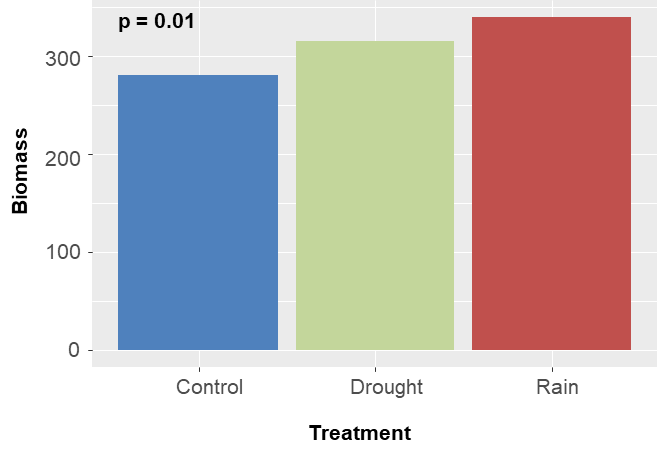 p = 0.01
300
200
100
0
Biomass
Control Drought Rain
Treatment